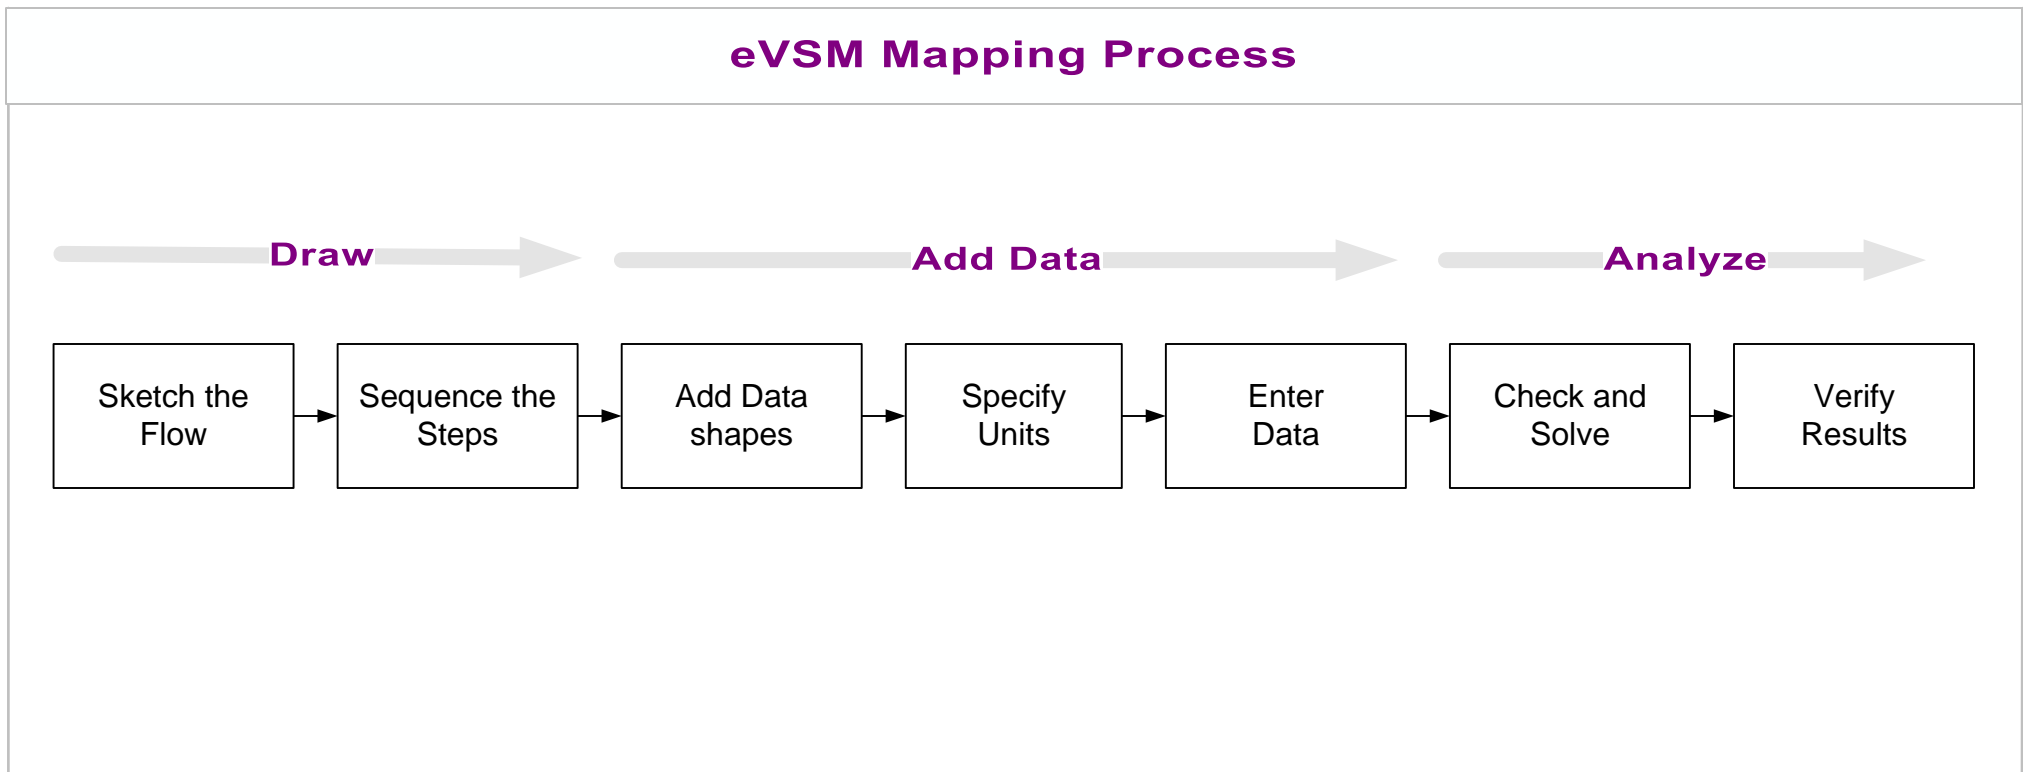 eVSM Mapping Process
Draw
Add Data
Analyze
Sketch the
Flow
Sequence the
Steps
Add Data
shapes
Specify
Units
Enter
Data
Check and
Solve
Verify
Results